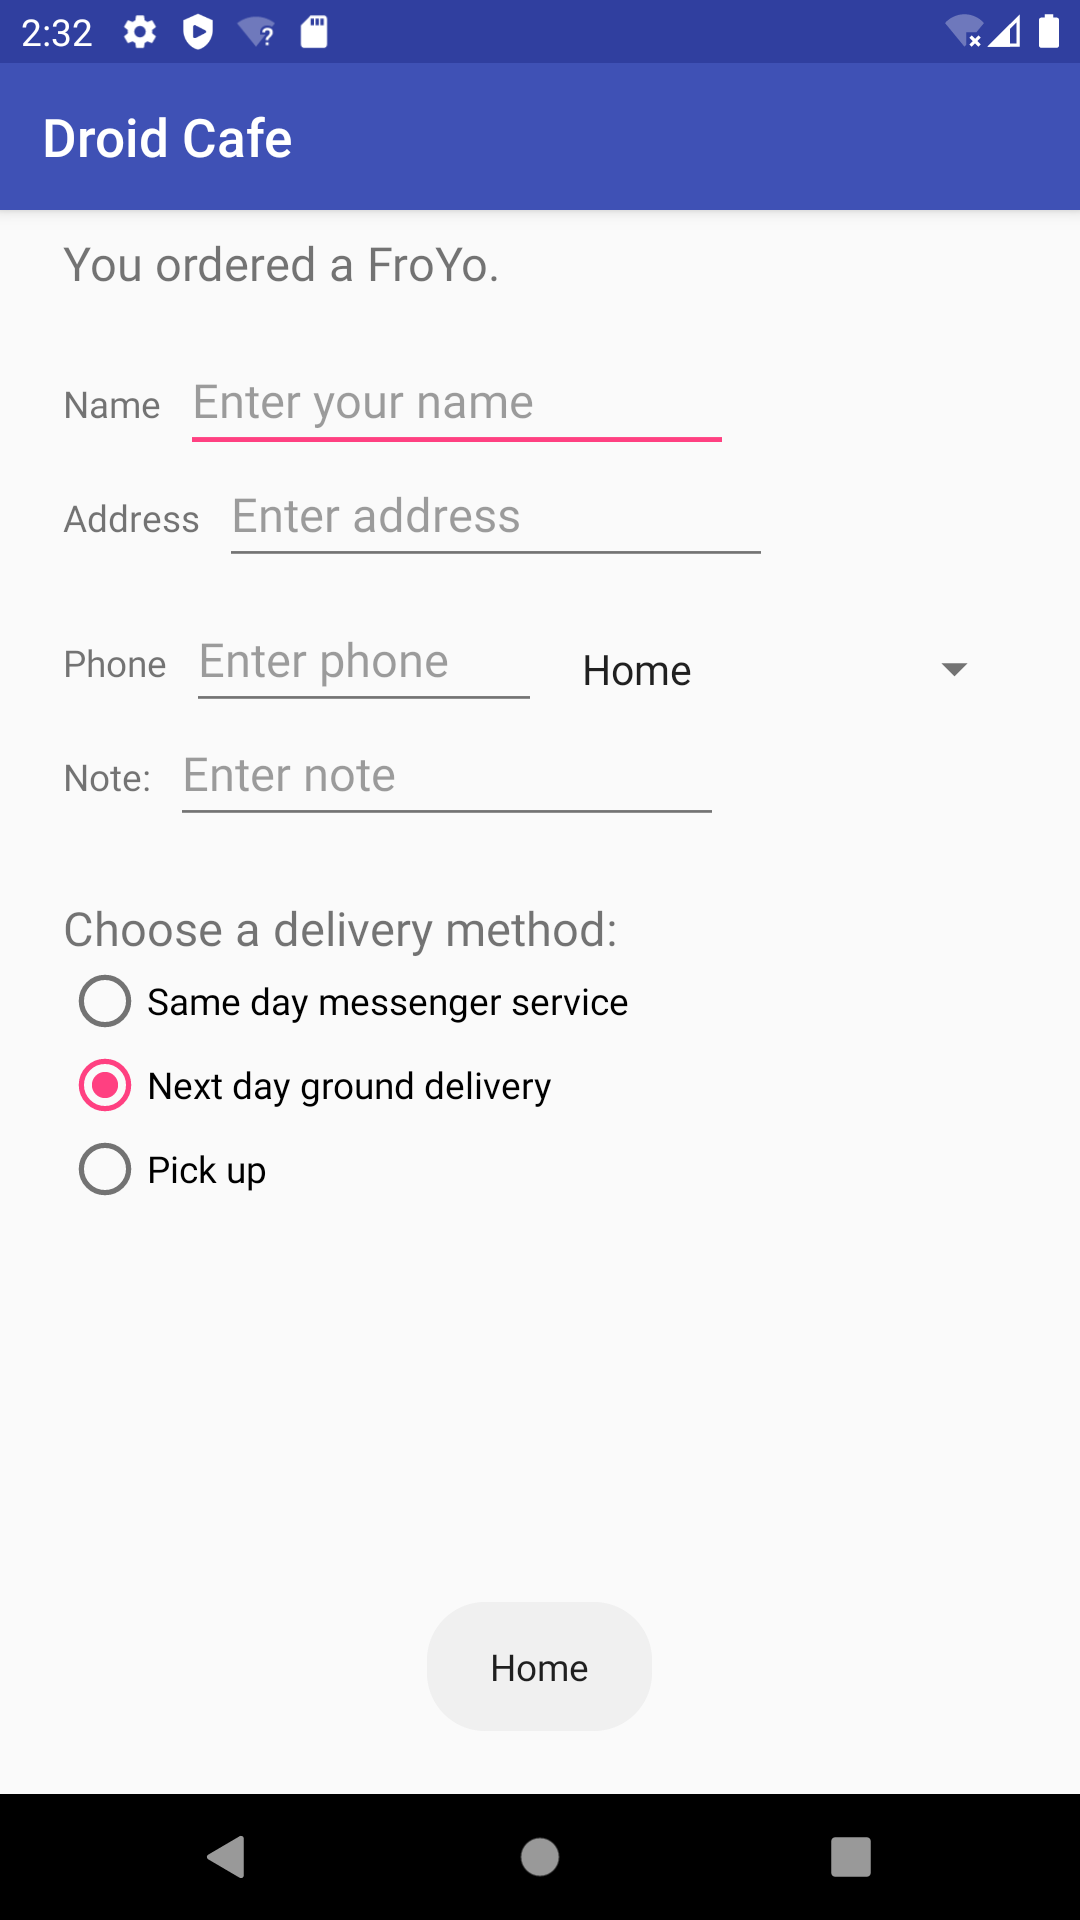 2:32
Droid Cafe
You ordered a FroYo.
Name Enter your name
Address Enter address
Phone Enter phone Home
Note: Enter note
Choose a delivery method:
Same day messenger service
Next day ground delivery
Pick up
Home